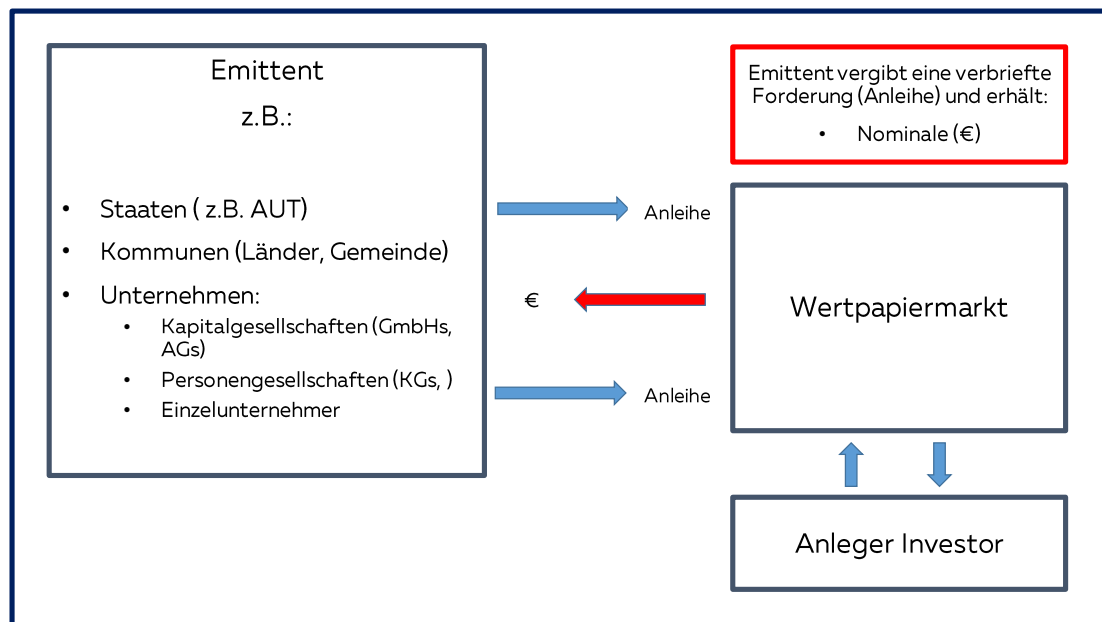 Emittent
z.B.:
• Staaten ( z.B. AUT)
• Kommunen (Länder, Gemeinde)
• Unternehmen:
• Kapitalgesellschaften (GmbHs,
AGs)
• Personengesellschaften (KGs, )
• Einzelunternehmer
Anleihe
€
Anleihe
Emittent vergibt eine verbriefte
Forderung (Anleihe) und erhält:
• Nominale (€)
Wertpapiermarkt
Anleger Investor